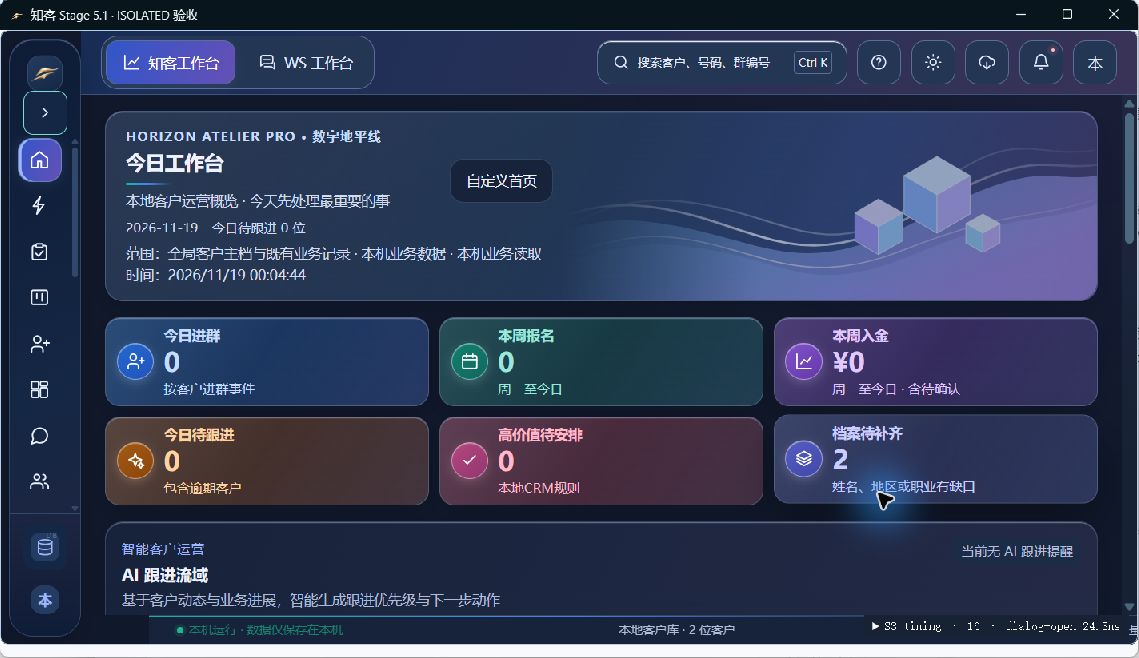 知客 Stage 5.1 · ISOLATED 验收
知客工作台
WS 工作台
搜索客户、号码、群编号
Ctrl K
本
HORIZON ATELIER PRO • 数字地平线
今日工作台
自定义首页
本地客户运营概览 · 今天先处理最重要的事
2026-11-19 今日待跟进 0 位
范围：全局客户主档与既有业务记录 · 本机业务数据 · 本机业务读取
时间：2026/11/19 00:04:44
今日进群
0
按客户进群事件
本周报名
0
周一至今日
本周入金
¥0
周一至今日 · 含待确认
今日待跟进
0
包含逾期客户
高价值待安排
0
本地CRM规则
档案待补齐
2
姓名、地区或职业有缺口
智能客户运营
当前无 AI 跟进提醒
AI 跟进流域
基于客户动态与业务进展，智能生成跟进优先级与下一步动作
本
本机运行 · 数据仅保存在本机
本地客户库 · 2 位客户
S3 timing · 16 · dialog-open 24.3ms